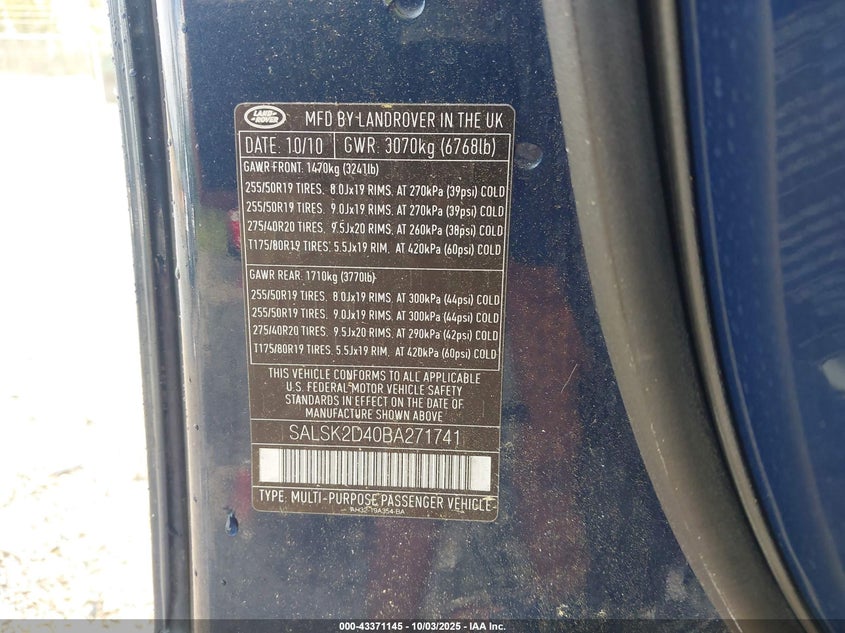 LAND-
ROVER
MFD BY LANDROVER IN THE UK
DATE: 10/10 GWR: 3070kg (6768lb)
GAWR FRONT: 1470kg (3241lb)
255/50R19 TIRES. 8.0Jx19 RIMS. AT 270kPa (39psi) COLD
255/50R19 TIRES. 9.0Jx19 RIMS. AT 270kPa (39psi) COLD
275/40R20 TIRES. 9.5Jx20 RIMS. AT 260kPa (38psi) COLD
T175/80R19 TIRES: 5.5Jx19 RIM. AT 420kPa (60psi) COLD
GAWR REAR: 1710kg (3770lb)
255/50R19 TIRES. 8.0Jx19 RIMS. AT 300kPa (44psi) COLD
255/50R19 TIRES. 9.0Jx19 RIMS. AT 300kPa (44psi) COLD
275/40R20 TIRES. 9.5Jx20 RIMS. AT 290kPa (42psi) COLD
T175/80R19 TIRES: 5.5Jx19 RIM. AT 420kPa (60psi) COLD
THIS VEHICLE CONFORMS TO ALL APPLICABLE
U.S. FEDERAL MOTOR VEHICLE SAFETY
STANDARDS IN EFFECT ON THE DATE OF
MANUFACTURE SHOWN ABOVE
SALSK2D40BA271741
TYPE: MULTI-PURPOSE PASSENGER VEHICLE
AH32-19A354-BA
000-43371145 - 10/03/2025 - IAA Inc.